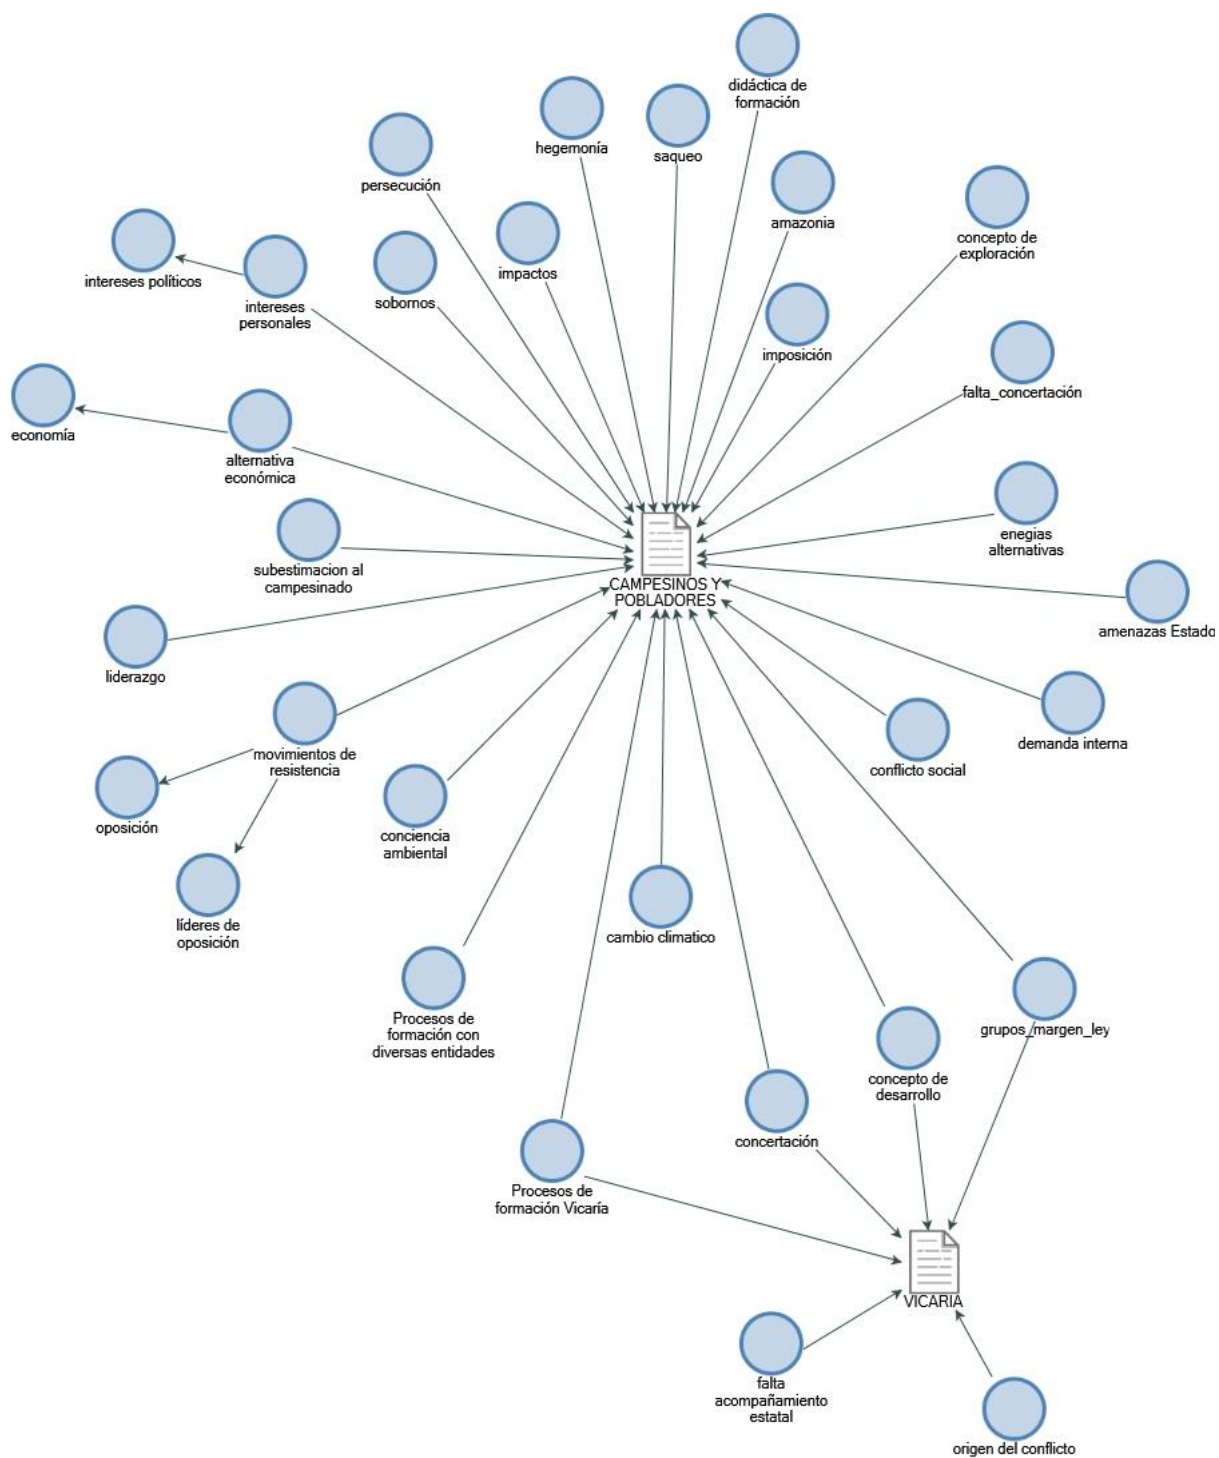 didáctica de
formación
hegemonía
saqueo
persecución
amazonia
concepto de
exploración
intereses políticos
intereses
personales
sobornos
impactos
imposición
falta_concertación
economía
alternativa
económica
enegias
alternativas
subestimacion al
campesinado
CAMPESINOS Y
POBLADORES
amenazas Estado
liderazgo
movimientos de
resistencia
conflicto social
demanda interna
oposición
conciencia
ambiental
líderes de
oposición
cambio climatico
Procesos de
formación con
diversas entidades
grupos_margen_ley
concepto de
desarrollo
concertación
Procesos de
formación Vicaría
VICARIA
falta
acompañamiento
estatal
origen del conflicto